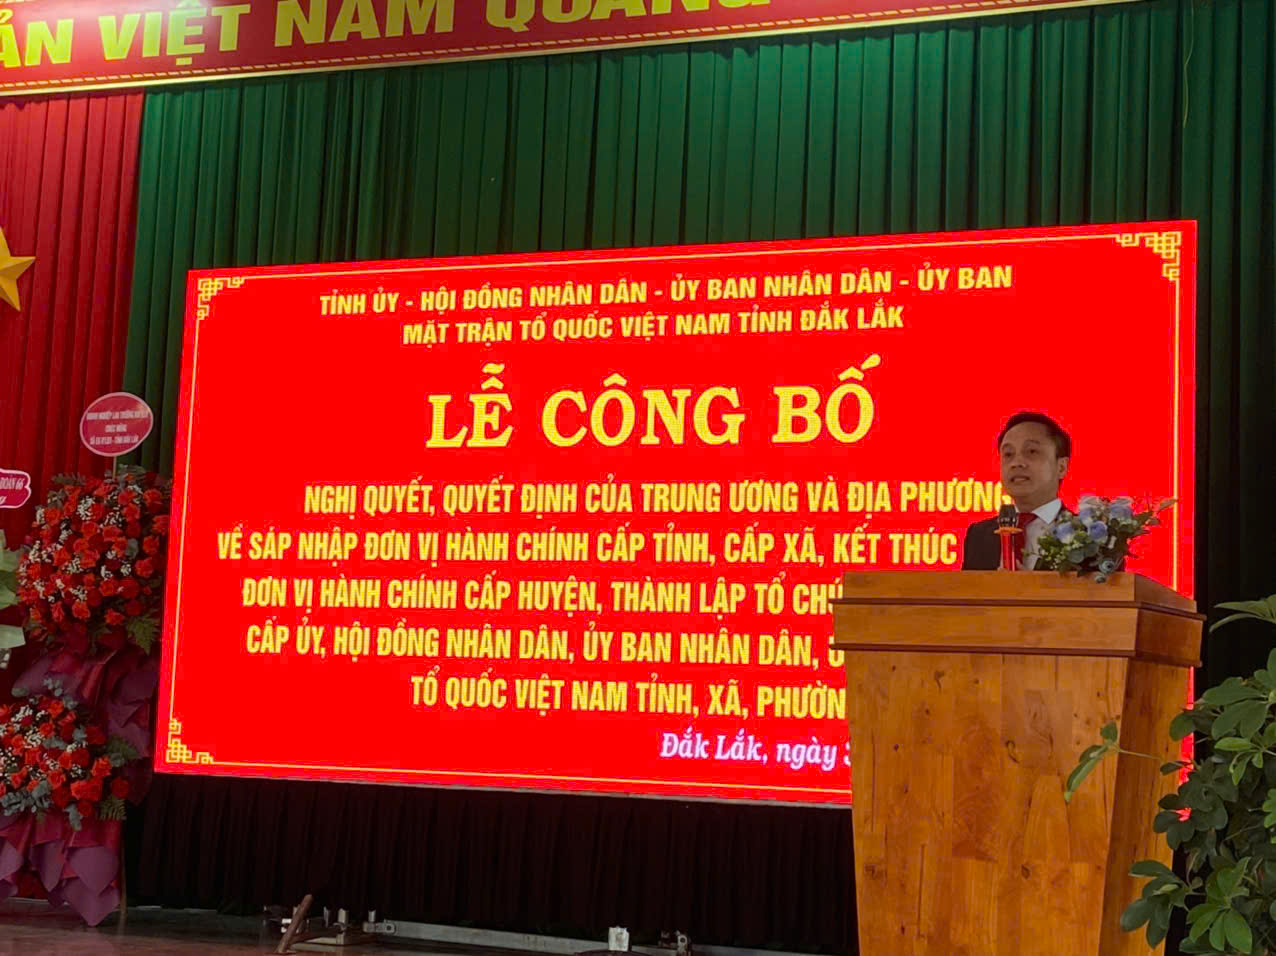 VIỆT NAM QUANG
TỈNH ỦY - HỘI ĐỒNG NHÂN DÂN - ỦY BAN NHÂN DÂN - ỦY BAN
MẶT TRẬN TỔ QUỐC VIỆT NAM TỈNH ĐẮK LẮK
LỄ CÔNG BỐ
NGHỊ QUYẾT, QUYẾT ĐỊNH CỦA TRUNG ƯƠNG VÀ ĐỊA PHƯƠNG
VỀ SÁP NHẬP ĐƠN VỊ HÀNH CHÍNH CẤP TỈNH, CẤP XÃ, KẾT THÚC
ĐƠN VỊ HÀNH CHÍNH CẤP HUYỆN, THÀNH LẬP TỔ
CẤP ỦY, HỘI ĐỒNG NHÂN DÂN, ỦY BAN NHÂN DÂN,
TỔ QUỐC VIỆT NAM TỈNH, XÃ,
Đắk Lắk, ngày
CHÚC MỪNG